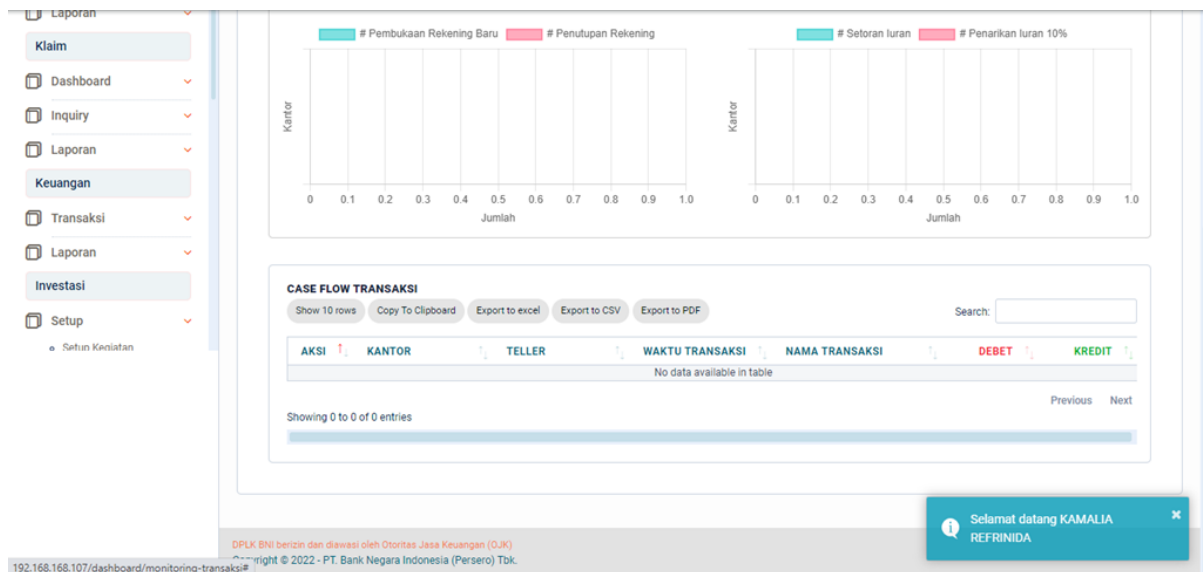 Laporan
Klaim
Dashboard
Inquiry
Laporan
Keuangan
Transaksi
Laporan
Investasi
Setup
Setup Kegiatan
# Pembukaan Rekening Baru # Penutupan Rekening
Kantor
0 0.1 0.2 0.3 0.4 0.5 0.6 0.7 0.8 0.9 1.0
Jumlah
# Setoran Iuran # Penarikan Iuran 10%
Kantor
0 0.1 0.2 0.3 0.4 0.5 0.6 0.7 0.8 0.9 1.0
Jumlah
CASE FLOW TRANSAKSI
Show 10 rows Copy To Clipboard Export to excel Export to CSV Export to PDF Search:
AKSI KANTOR TELLER WAKTU TRANSAKSI NAMA TRANSAKSI DEBET KREDIT
No data available in table
Previous Next
Showing 0 to 0 of 0 entries
Selamat datang KAMALIA
REFRINIDA
DPLK BNI berizin dan diawasi oleh Otoritas Jasa Keuangan (OJK)
Copyright © 2022 - PT. Bank Negara Indonesia (Persero) Tbk.
192.168.168.107/dashboard/monitoring-transaksi#